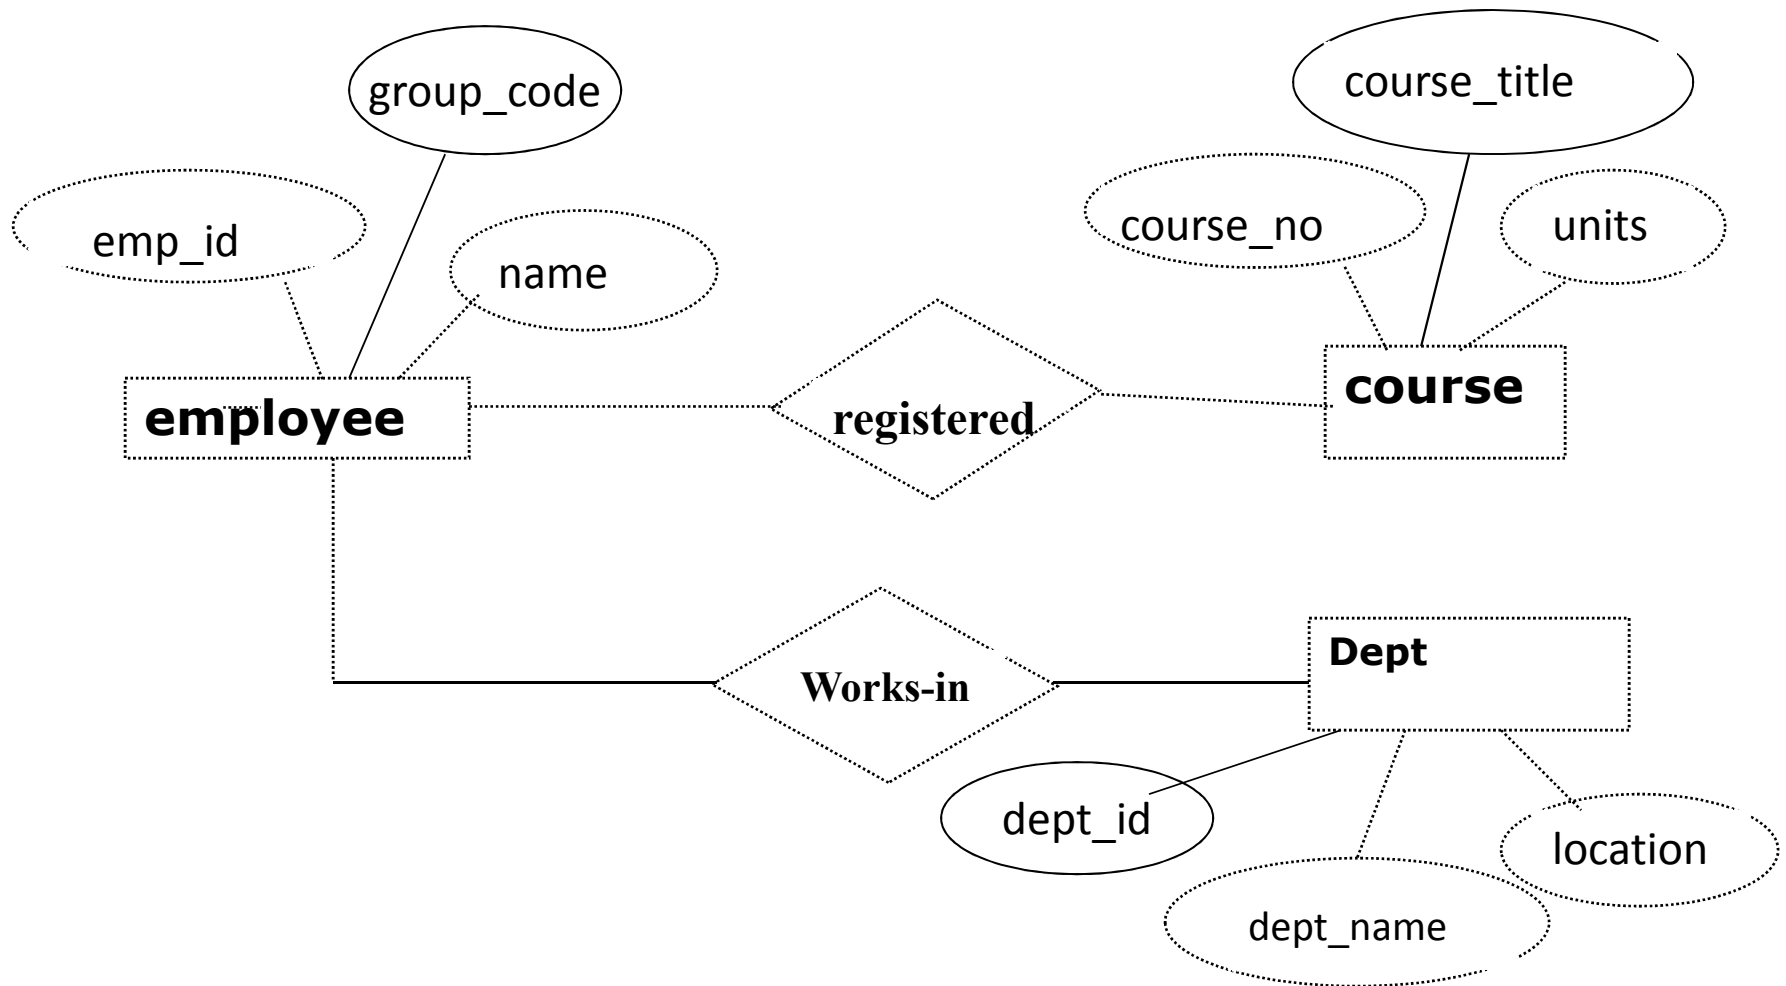 group_code
course_title
emp_id
name
course_no
units
employee
registered
course
Works-in
Dept
dept_id
dept_name
location